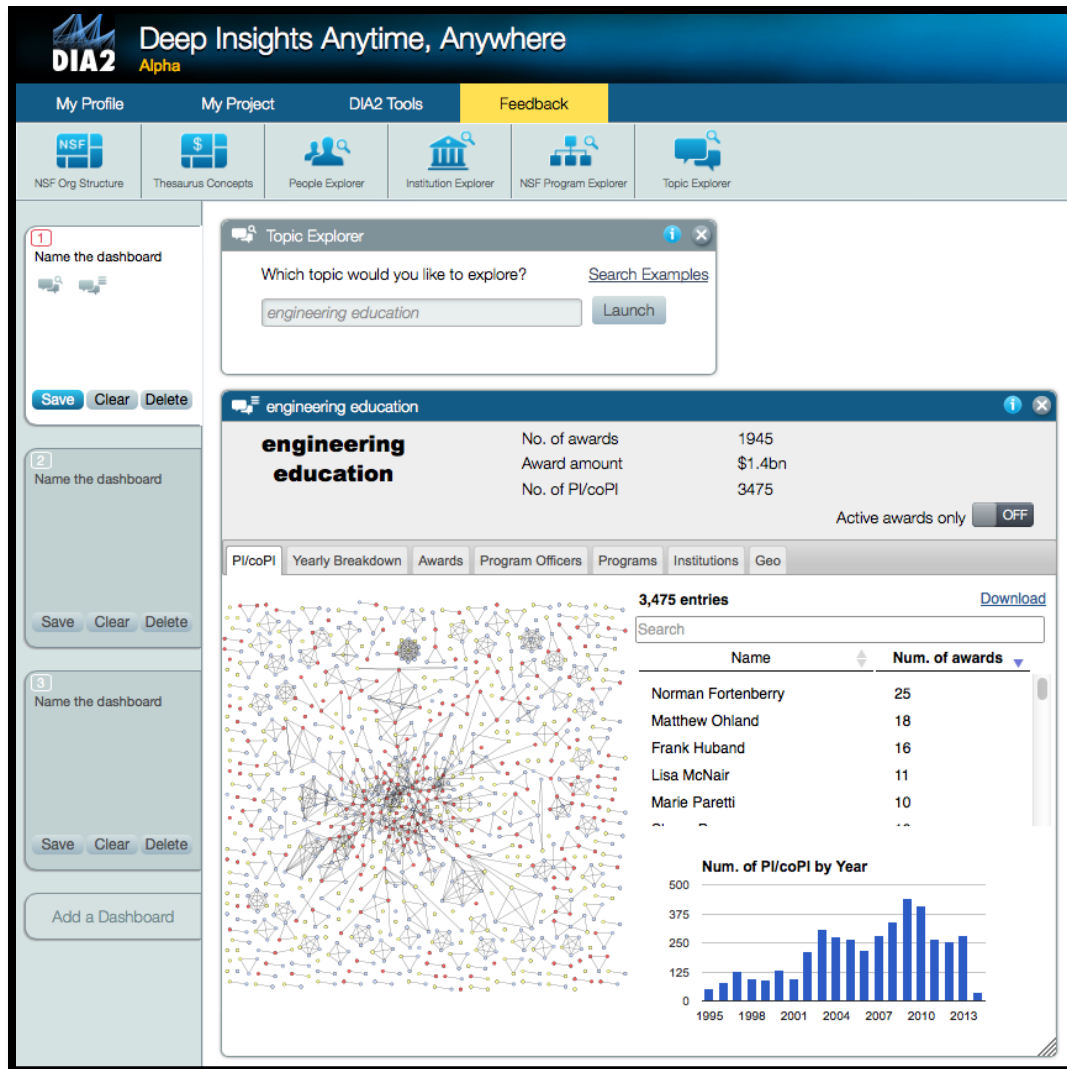 DIA2
Deep Insights Anytime, Anywhere
Alpha
My Profile My Project DIA2 Tools Feedback
NSF $
NSF Org Structure Thesaurus Concepts People Explorer Institution Explorer NSF Program Explorer Topic Explorer
1
Name the dashboard
Save Clear Delete
2
Name the dashboard
Save Clear Delete
3
Name the dashboard
Save Clear Delete
Add a Dashboard
Topic Explorer i
Which topic would you like to explore? Search Examples
engineering education Launch
engineering education i
engineering
education
No. of awards 1945
Award amount $1.4bn
No. of PI/coPI 3475
Active awards only OFF
PI/coPI Yearly Breakdown Awards Program Officers Programs Institutions Geo
3,475 entries Download
Search
Name Num. of awards
Norman Fortenberry 25
Matthew Ohland 18
Frank Huband 16
Lisa McNair 11
Marie Paretti 10
Num. of PI/coPI by Year
500
375
250
125
0
1995 1998 2001 2004 2007 2010 2013